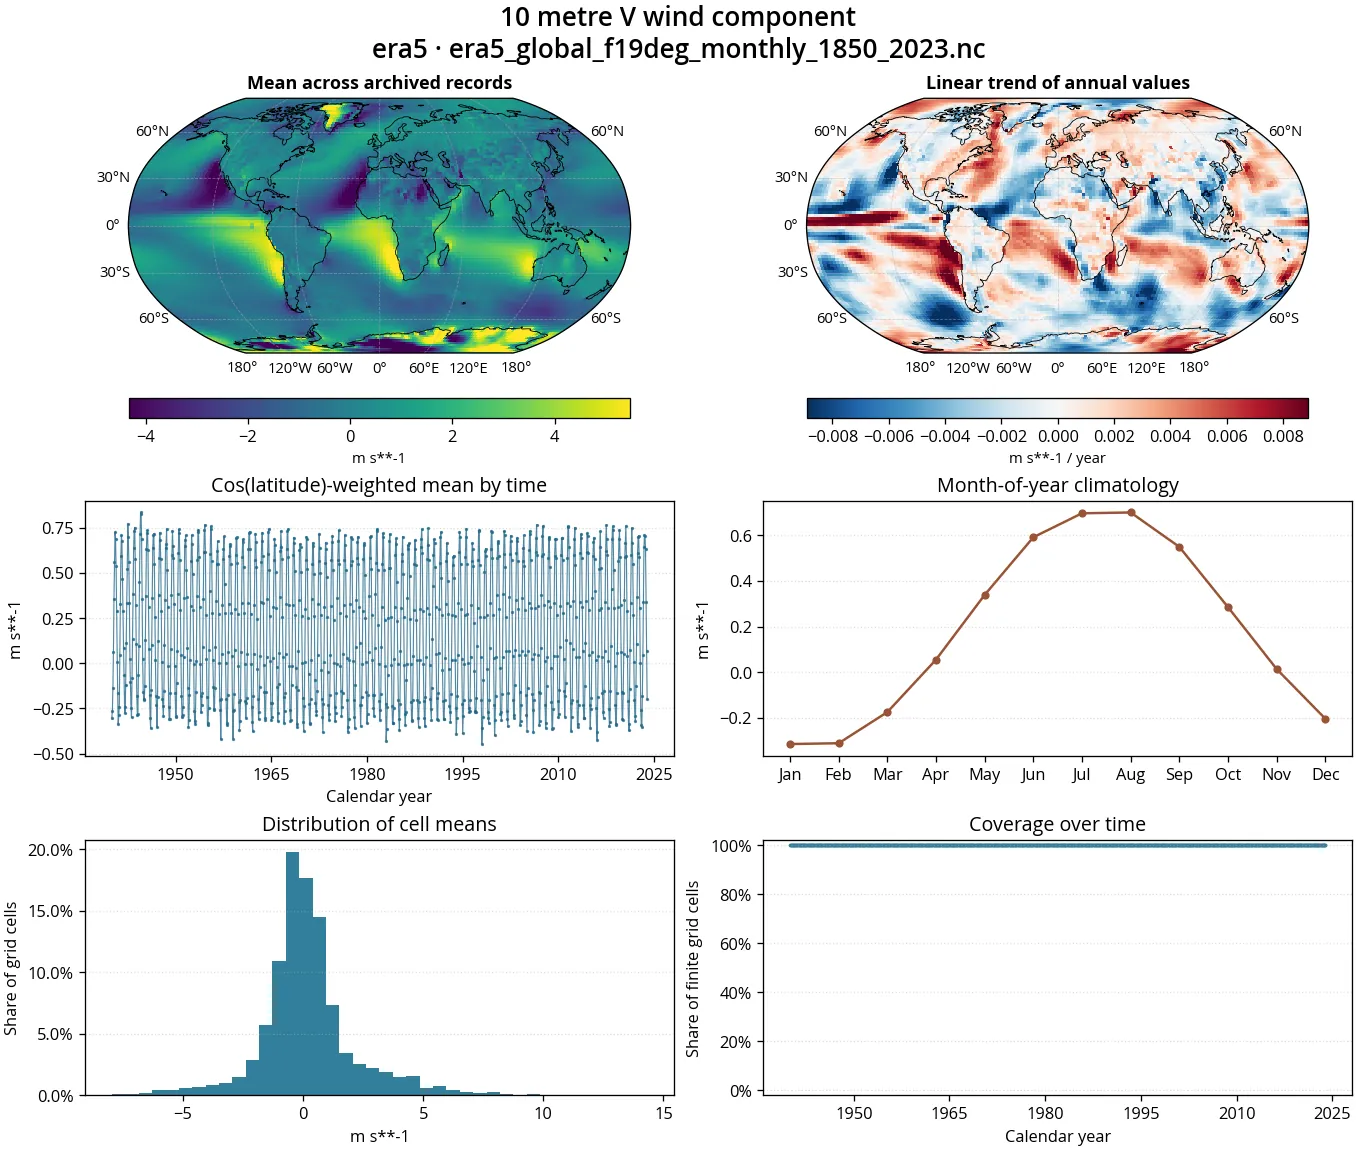 10 metre V wind component
era5 · era5_global_f19deg_monthly_1850_2023.nc
Mean across archived records
60°N
60°N
30°N
0°
30°S
60°S
60°S
180°
120°W
60°W
0°
60°E
120°E
180°
−4
−2
0
2
4
m s**-1
Linear trend of annual values
60°N
60°N
30°N
0°
30°S
60°S
60°S
180°
120°W
60°W
0°
60°E
120°E
180°
−0.008
−0.006
−0.004
−0.002
0.000
0.002
0.004
0.006
0.008
m s**-1 / year
Cos(latitude)-weighted mean by time
0.75
0.50
0.25
0.00
−0.25
−0.50
m s**-1
1950
1965
1980
1995
2010
2025
Calendar year
Month-of-year climatology
0.6
0.4
0.2
0.0
−0.2
m s**-1
Jan
Feb
Mar
Apr
May
Jun
Jul
Aug
Sep
Oct
Nov
Dec
Distribution of cell means
20.0%
15.0%
10.0%
5.0%
0.0%
Share of grid cells
−5
0
5
10
15
m s**-1
Coverage over time
100%
80%
60%
40%
20%
0%
Share of finite grid cells
1950
1965
1980
1995
2010
2025
Calendar year